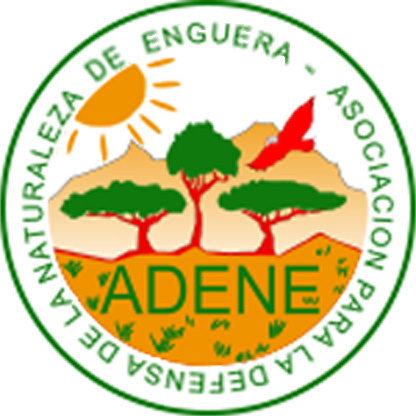 ASOCIACION PARA LA DEFENSA DE LA NATURALEZA DE ENGUERA -
ADENE